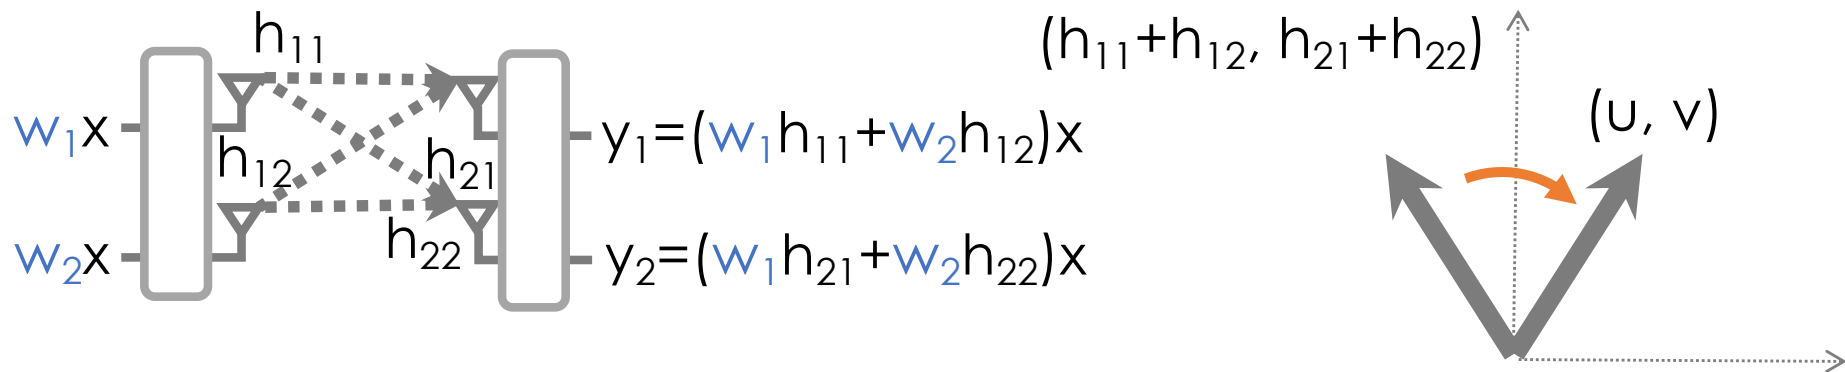 h₁₁
w₁x
h₁₂
h₂₁
y₁=(w₁h₁₁+w₂h₁₂)x
w₂x
h₂₂
y₂=(w₁h₂₁+w₂h₂₂)x
(h₁₁+h₁₂, h₂₁+h₂₂)
(u, v)